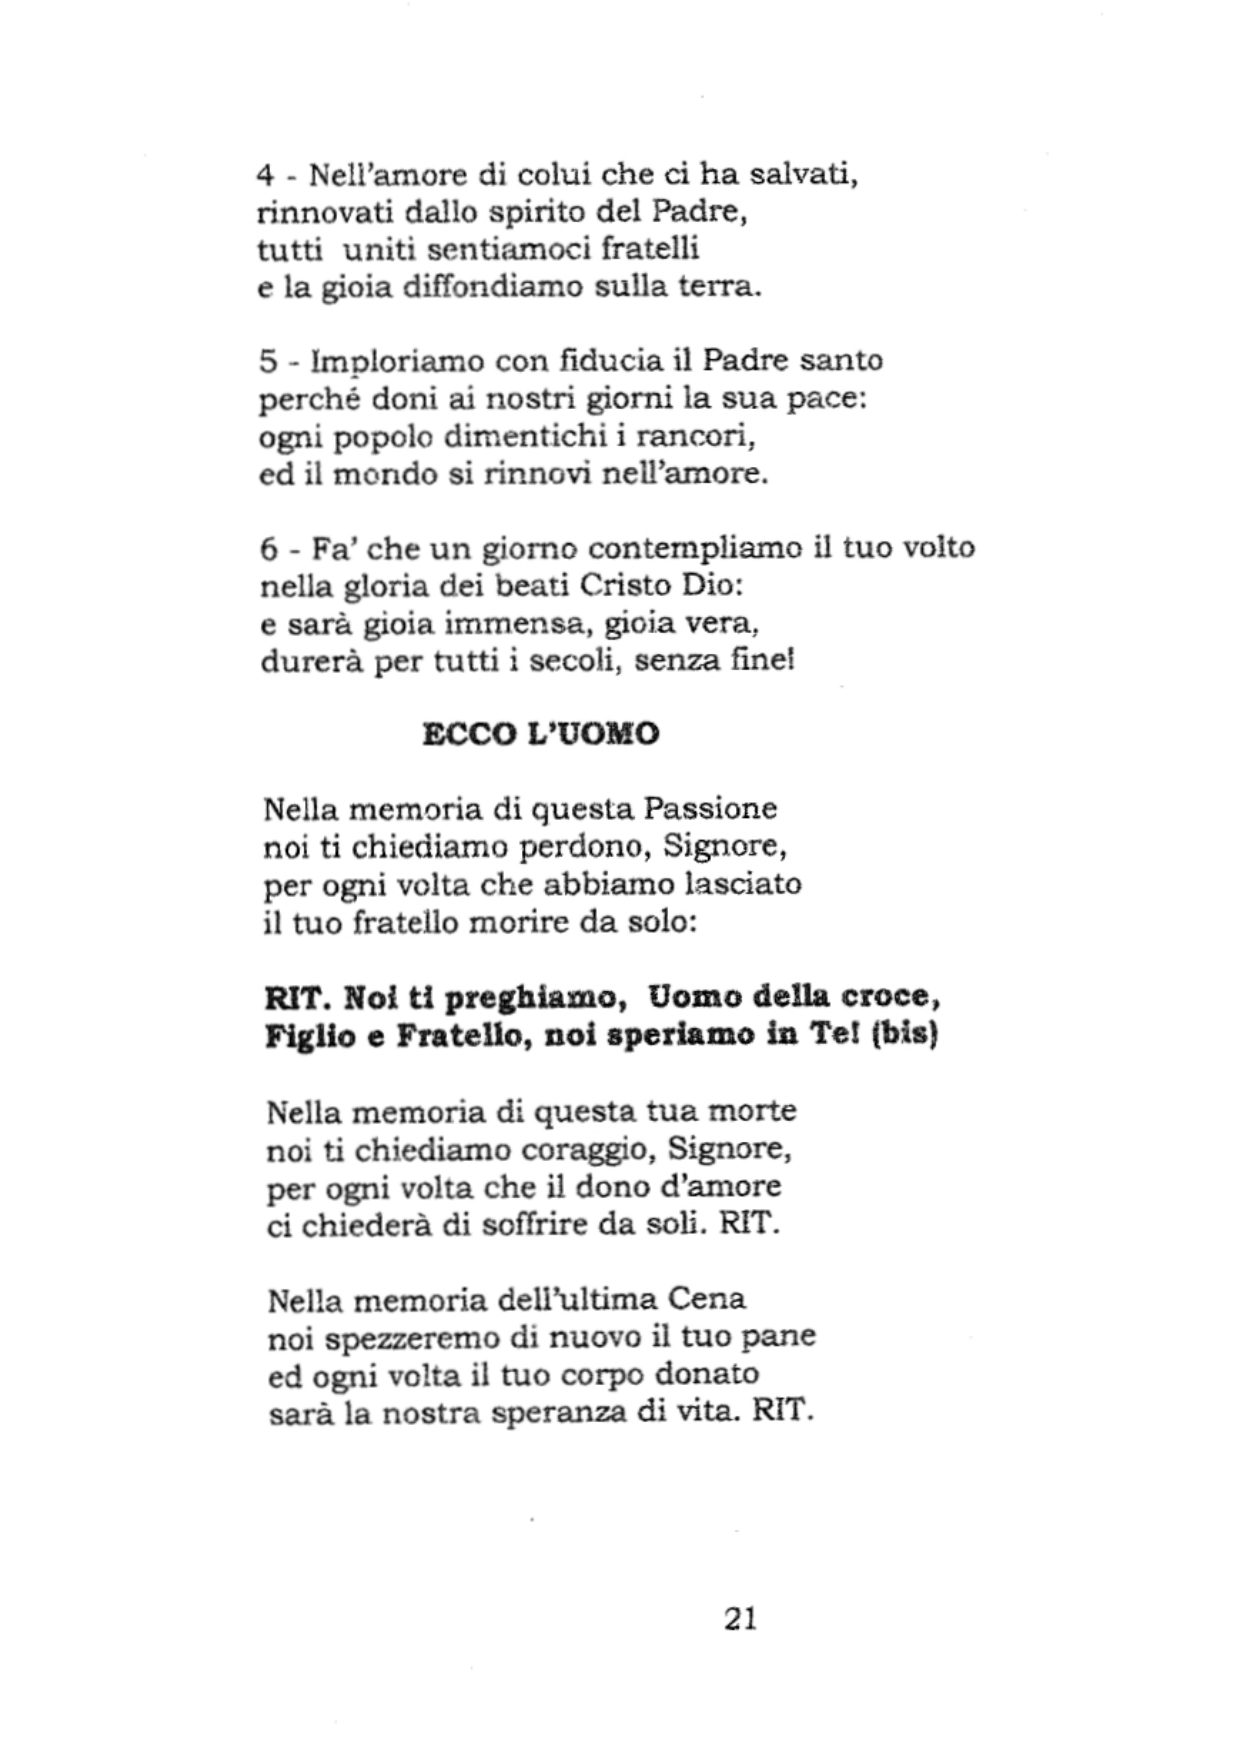 4 - Nell'amore di colui che ci ha salvati,
rinnovati dallo spirito del Padre,
tutti  uniti sentiamoci fratelli
e la gioia diffondiamo sulla terra.

5 - Imploriamo con fiducia il Padre santo
perché doni ai nostri giorni la sua pace:
ogni popolo dimentichi i rancori,
ed il mondo si rinnovi nell'amore.

6 - Fa' che un giorno contempliamo il tuo volto
nella gloria dei beati Cristo Dio:
e sarà gioia immensa, gioia vera,
durerà per tutti i secoli, senza fine!

ECCO L'UOMO

Nella memoria di questa Passione
noi ti chiediamo perdono, Signore,
per ogni volta che abbiamo lasciato
il tuo fratello morire da solo:

RIT. Noi ti preghiamo,  Uomo della croce,
Figlio e Fratello, noi speriamo in Te! (bis)

Nella memoria di questa tua morte
noi ti chiediamo coraggio, Signore,
per ogni volta che il dono d'amore
ci chiederà di soffrire da soli. RIT.

Nella memoria dell'ultima Cena
noi spezzeremo di nuovo il tuo pane
ed ogni volta il tuo corpo donato
sarà la nostra speranza di vita. RIT.

21